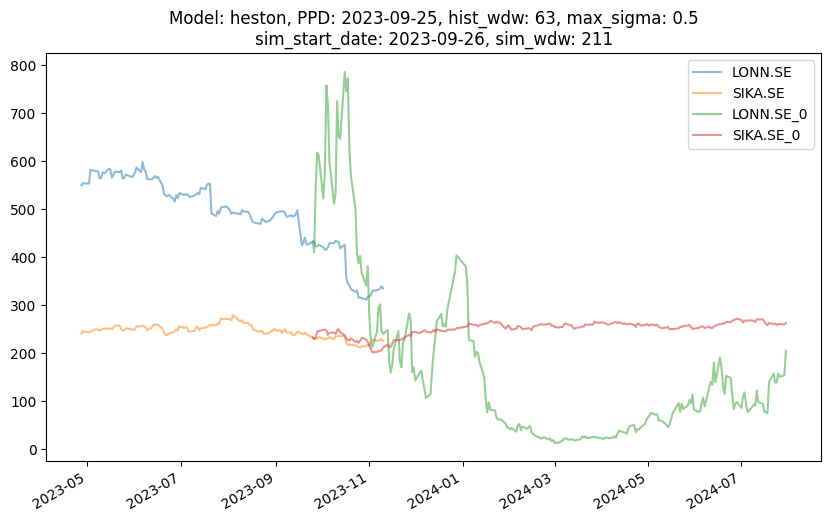 Model: heston, PPD: 2023-09-25, hist_wdw: 63, max_sigma: 0.5
sim_start_date: 2023-09-26, sim_wdw: 211
800
700
600
500
400
300
200
100
0
LONN.SE
SIKA.SE
LONN.SE_0
SIKA.SE_0
2023-05
2023-07
2023-09
2023-11
2024-01
2024-03
2024-05
2024-07